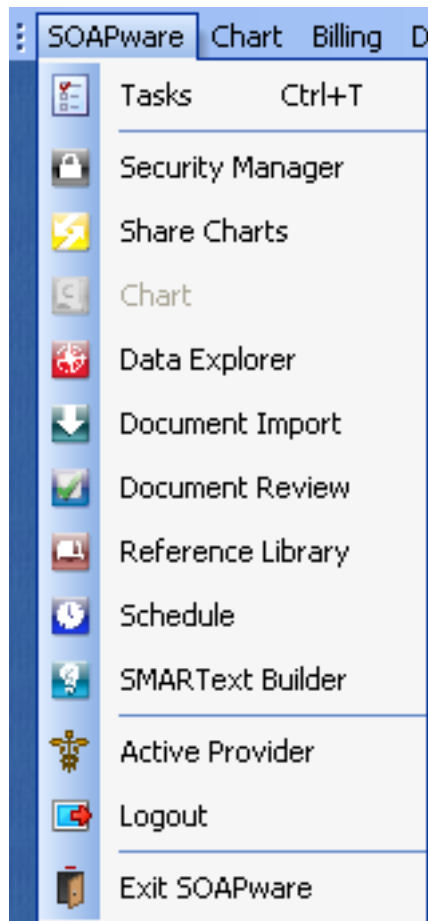 SOAPware Chart Billing D
Tasks Ctrl+T
Security Manager
Share Charts
Chart
Data Explorer
Document Import
Document Review
Reference Library
Schedule
SMARText Builder
Active Provider
Logout
Exit SOAPware